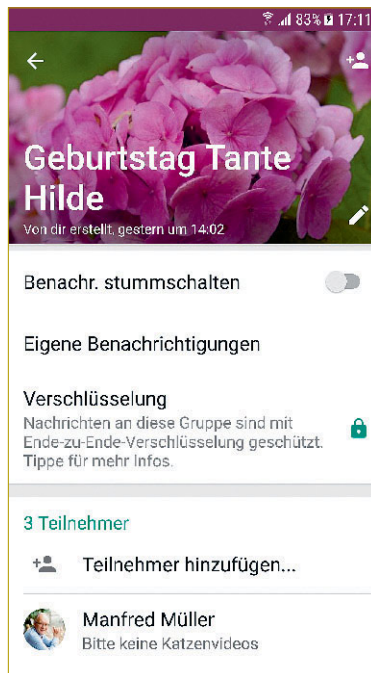 83% 17:11
Geburtstag Tante
Hilde
Von dir erstellt, gestern um 14:02
Benachr. stummschalten
Eigene Benachrichtigungen
Verschlüsselung
Nachrichten an diese Gruppe sind mit
Ende-zu-Ende-Verschlüsselung geschützt.
Tippe für mehr Infos.
3 Teilnehmer
Teilnehmer hinzufügen...
Manfred Müller
Bitte keine Katzenvideos